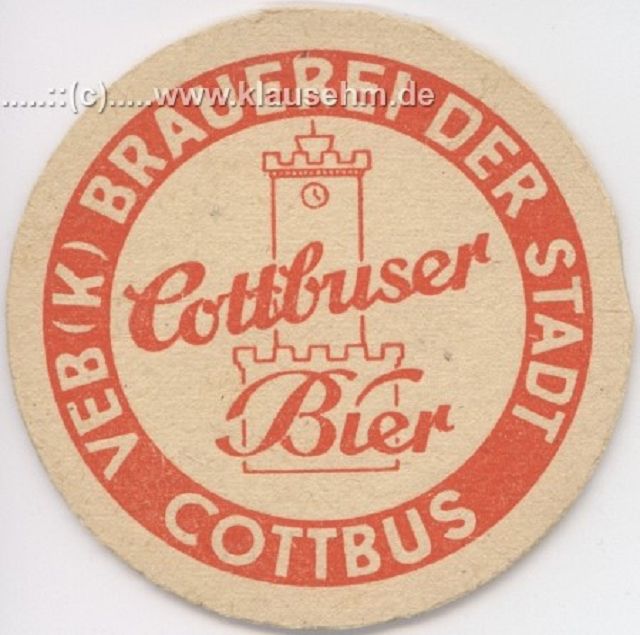 .....::(c).....www.klausehm.de
VEB (K) BRAUEREI DER STADT
COTTBUS
Cottbuser
Bier